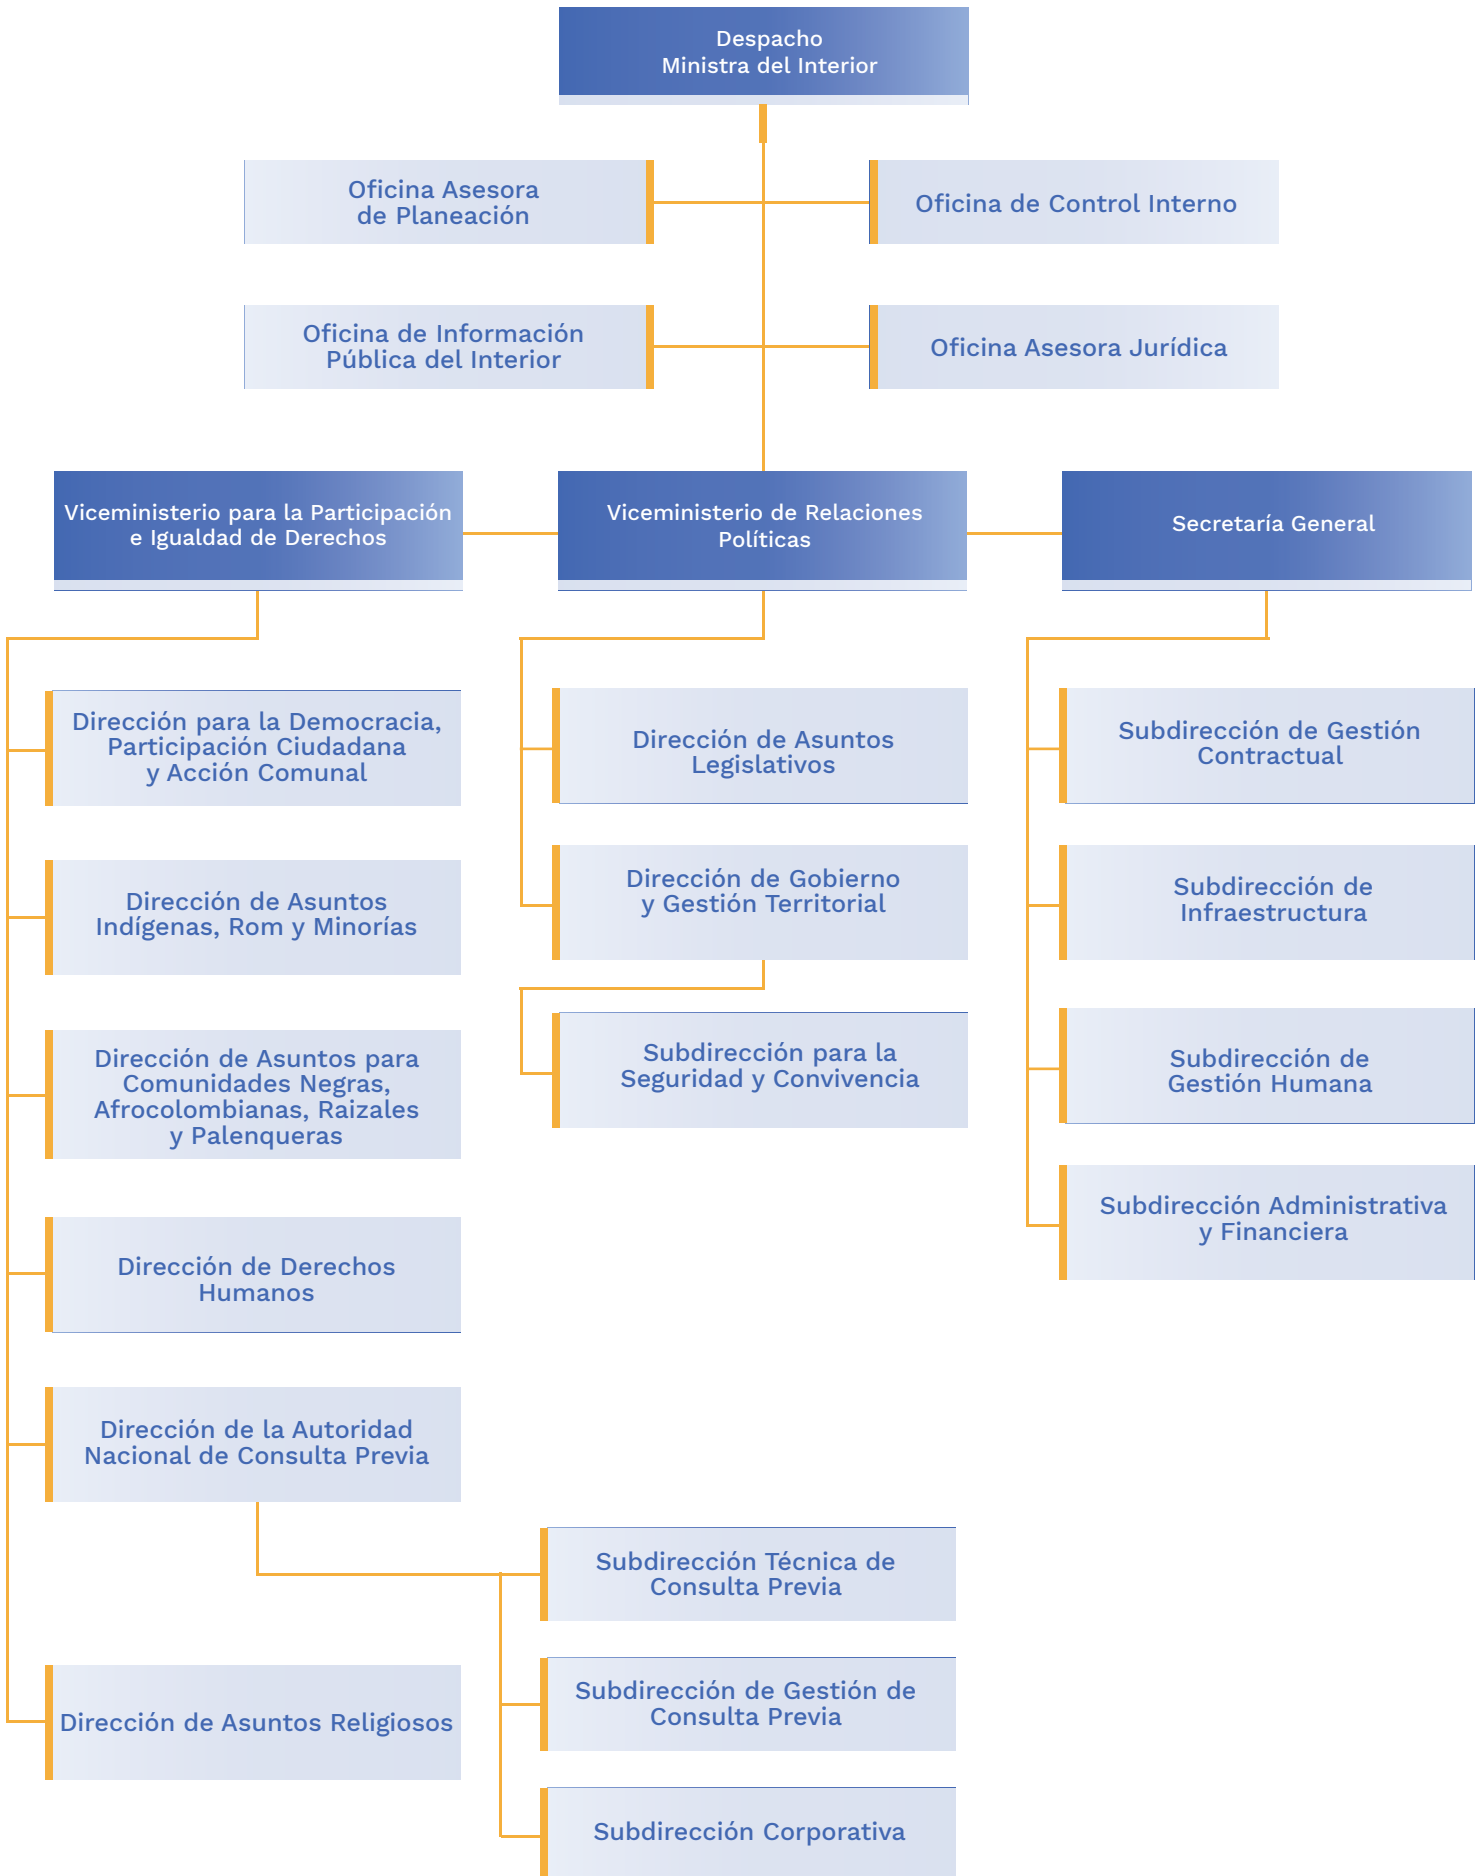 Despacho
Ministra del Interior
Oficina Asesora
de Planeación
Oficina de Control Interno
Oficina de Información
Pública del Interior
Oficina Asesora Jurídica
Viceministerio para la Participación
e Igualdad de Derechos
Viceministerio de Relaciones
Políticas
Secretaría General
Dirección para la Democracia,
Participación Ciudadana
y Acción Comunal
Dirección de Asuntos
Indígenas, Rom y Minorías
Dirección de Asuntos para
Comunidades Negras,
Afrocolombianas, Raizales
y Palenqueras
Dirección de Derechos
Humanos
Dirección de la Autoridad
Nacional de Consulta Previa
Subdirección Técnica de
Consulta Previa
Subdirección de Gestión de
Consulta Previa
Subdirección Corporativa
Dirección de Asuntos Religiosos
Dirección de Asuntos
Legislativos
Dirección de Gobierno
y Gestión Territorial
Subdirección para la
Seguridad y Convivencia
Subdirección de Gestión
Contractual
Subdirección de
Infraestructura
Subdirección de
Gestión Humana
Subdirección Administrativa
y Financiera